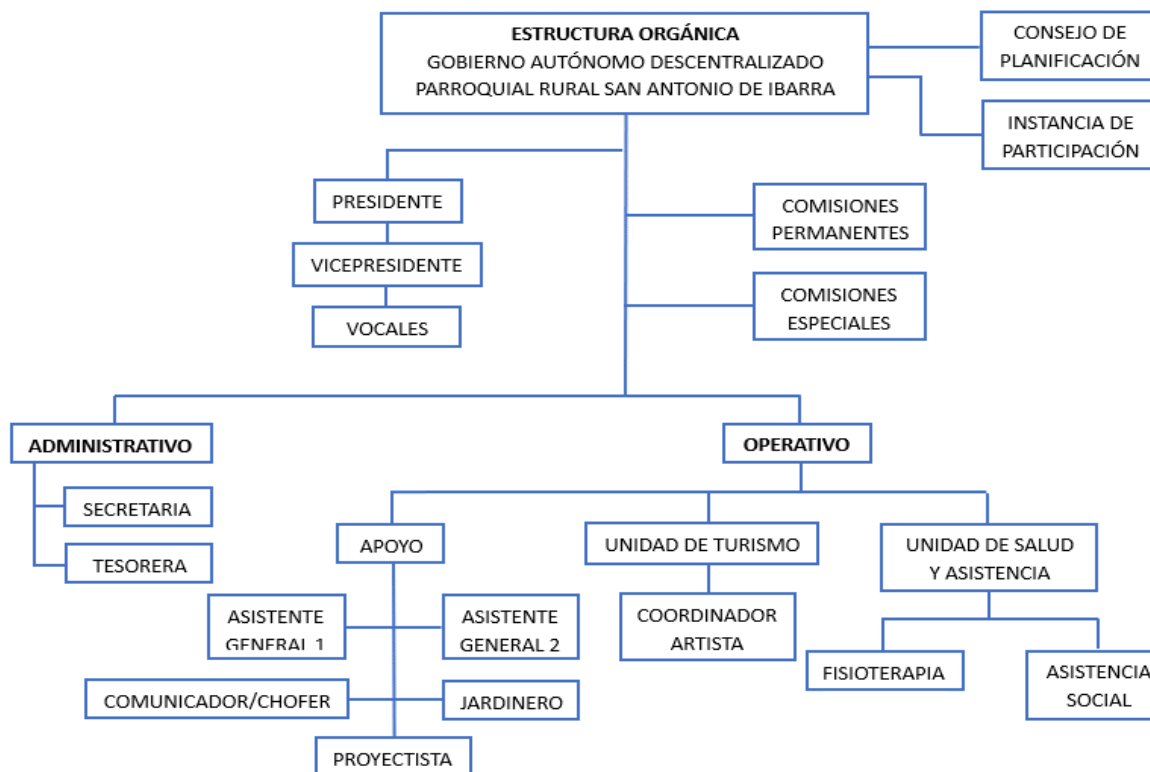 ESTRUCTURA ORGÁNICA
GOBIERNO AUTÓNOMO DESCENTRALIZADO
PARROQUIAL RURAL SAN ANTONIO DE IBARRA
CONSEJO DE
PLANIFICACIÓN
INSTANCIA DE
PARTICIPACIÓN
PRESIDENTE
VICEPRESIDENTE
VOCALES
COMISIONES
PERMANENTES
COMISIONES
ESPECIALES
ADMINISTRATIVO
SECRETARIA
TESORERA
OPERATIVO
APOYO
ASISTENTE
GENERAL 1
ASISTENTE
GENERAL 2
COMUNICADOR/CHOFER
JARDINERO
PROYECTISTA
UNIDAD DE TURISMO
COORDINADOR
ARTISTA
UNIDAD DE SALUD
Y ASISTENCIA
FISIOTERAPIA
ASISTENCIA
SOCIAL